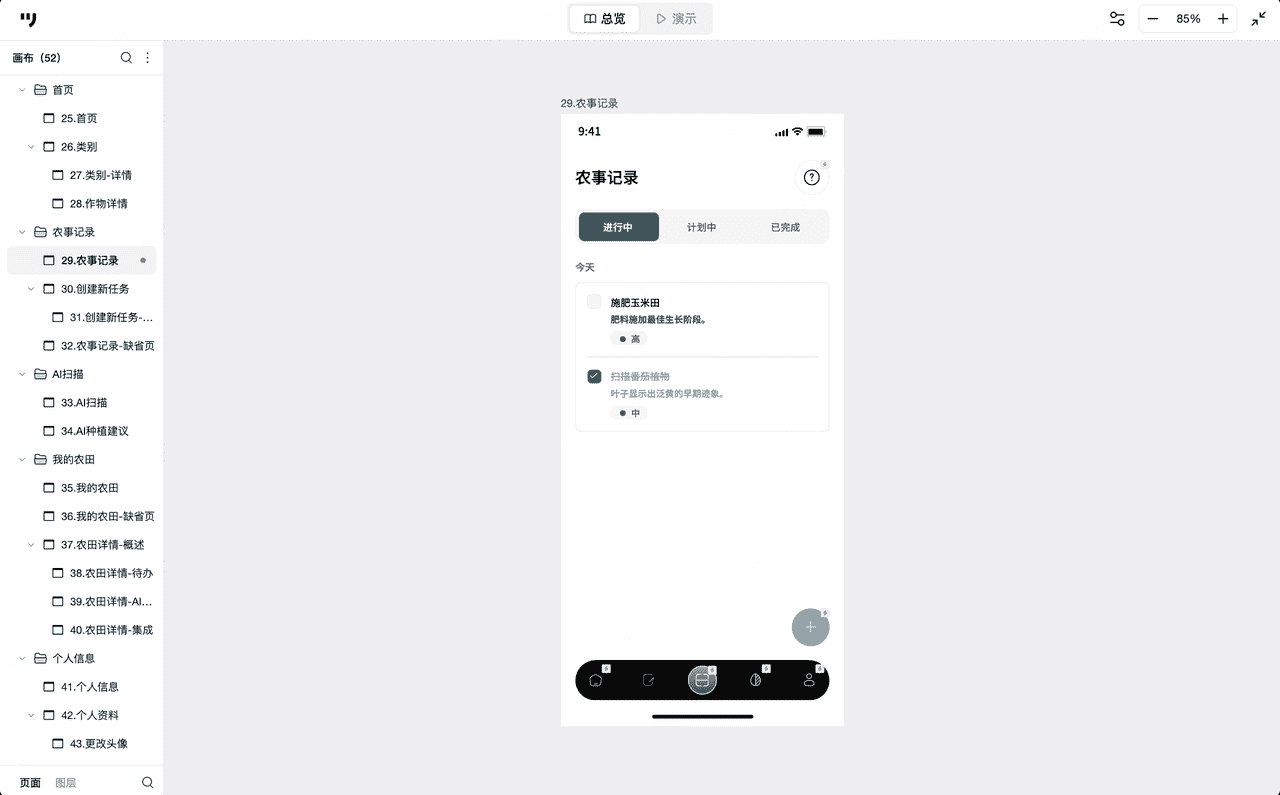 总览
演示
85%
画布（52）
首页
25.首页
26.类别
27.类别-详情
28.作物详情
农事记录
29.农事记录
30.创建新任务
31.创建新任务-...
32.农事记录-缺省页
AI扫描
33.AI扫描
34.AI种植建议
我的农田
35.我的农田
36.我的农田-缺省页
37.农田详情-概述
38.农田详情-待办
39.农田详情-AI...
40.农田详情-集成
个人信息
41.个人信息
42.个人资料
43.更改头像
页面
图层
29.农事记录
9:41
农事记录
进行中
计划中
已完成
今天
施肥玉米田
肥料施加最佳生长阶段。
高
扫描番茄植物
叶子显示出泛黄的早期迹象。
中